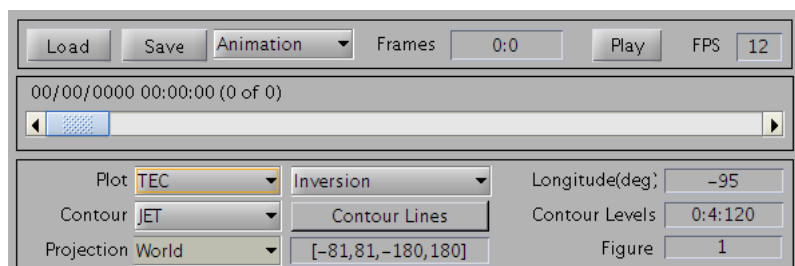 Load Save Animation Frames 0:0 Play FPS 12
00/00/0000 00:00:00 (0 of 0)
Plot TEC Inversion Longitude(deg) -95
Contour JET Contour Lines Contour Levels 0:4:120
Projection World [-81,81,-180,180] Figure 1